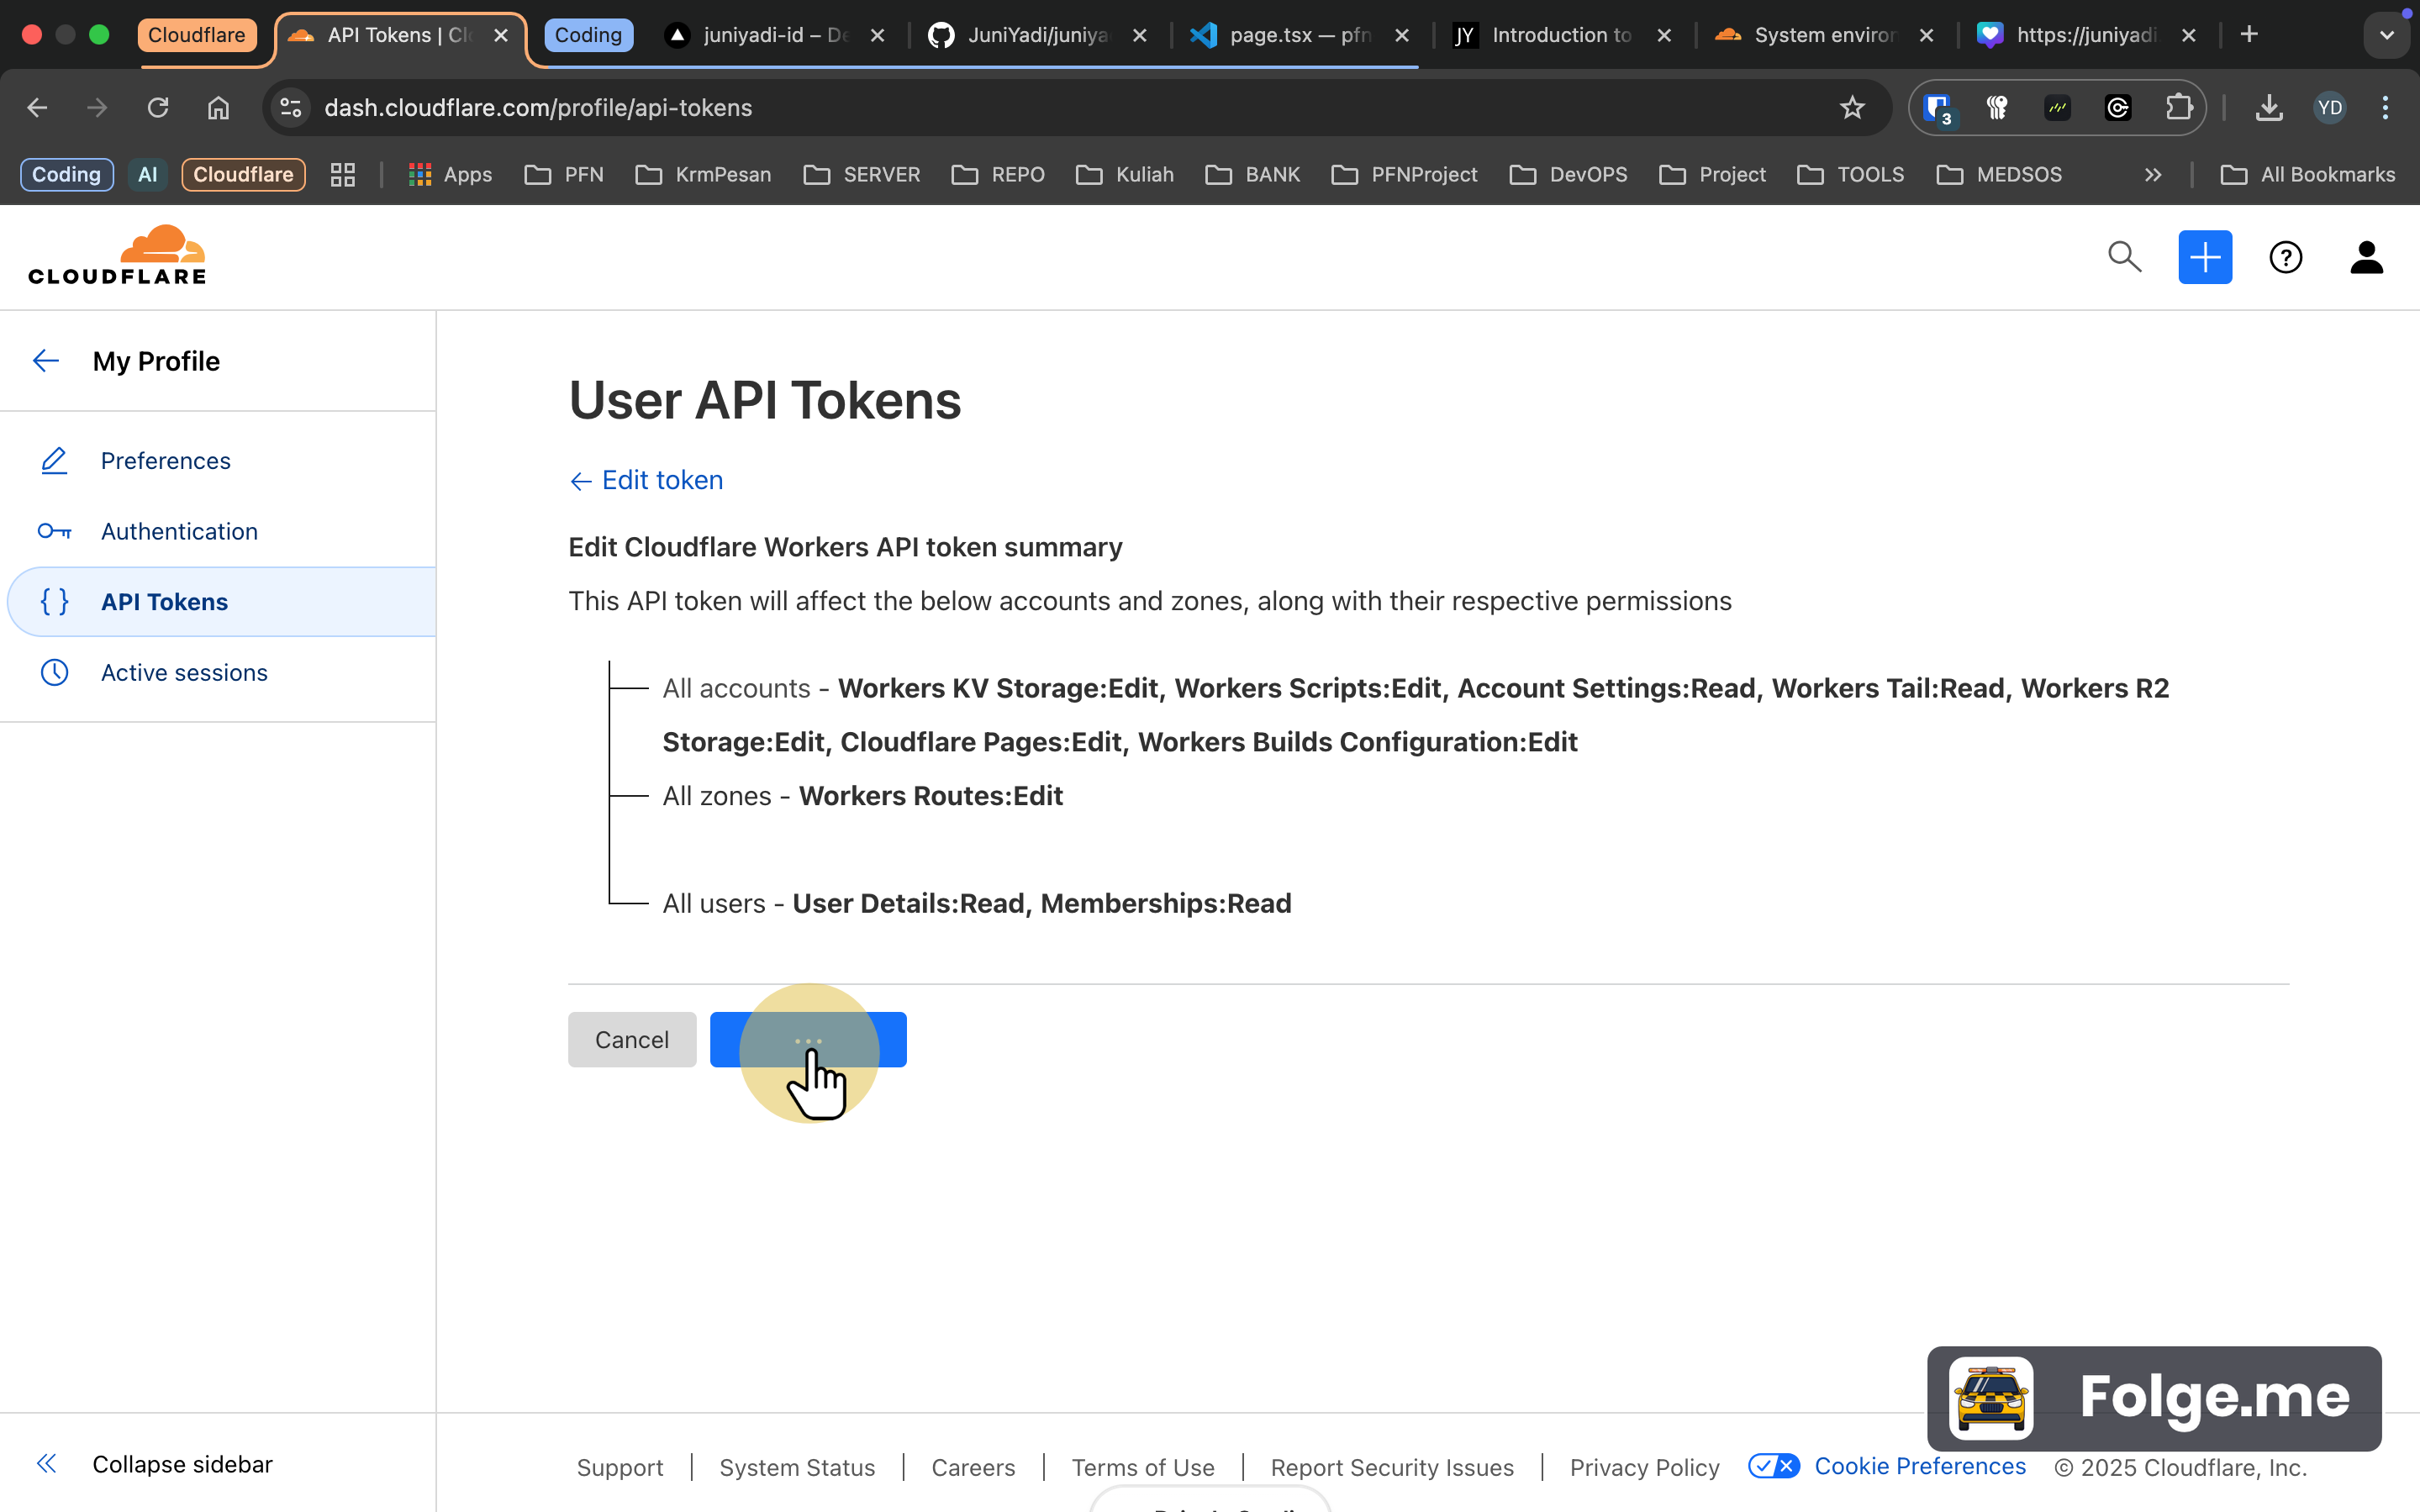 Cloudflare
API Tokens | Cl
Coding
juniyadi-id – De
JuniYadi/juniya
page.tsx — pfn
JY
Introduction to
System enviror
https://juniyadi
dash.cloudflare.com/profile/api-tokens
3
YD
Coding
AI
Cloudflare
Apps
PFN
KrmPesan
SERVER
REPO
Kuliah
BANK
PFNProject
DevOPS
Project
TOOLS
MEDSOS
All Bookmarks
CLOUDFLARE
My Profile
Preferences
Authentication
API Tokens
Active sessions
User API Tokens
Edit token
Edit Cloudflare Workers API token summary
This API token will affect the below accounts and zones, along with their respective permissions
All accounts - Workers KV Storage:Edit, Workers Scripts:Edit, Account Settings:Read, Workers Tail:Read, Workers R2
Storage:Edit, Cloudflare Pages:Edit, Workers Builds Configuration:Edit
All zones - Workers Routes:Edit
All users - User Details:Read, Memberships:Read
Cancel
...
Folge.me
Collapse sidebar
Support
System Status
Careers
Terms of Use
Report Security Issues
Privacy Policy
Cookie Preferences
© 2025 Cloudflare, Inc.